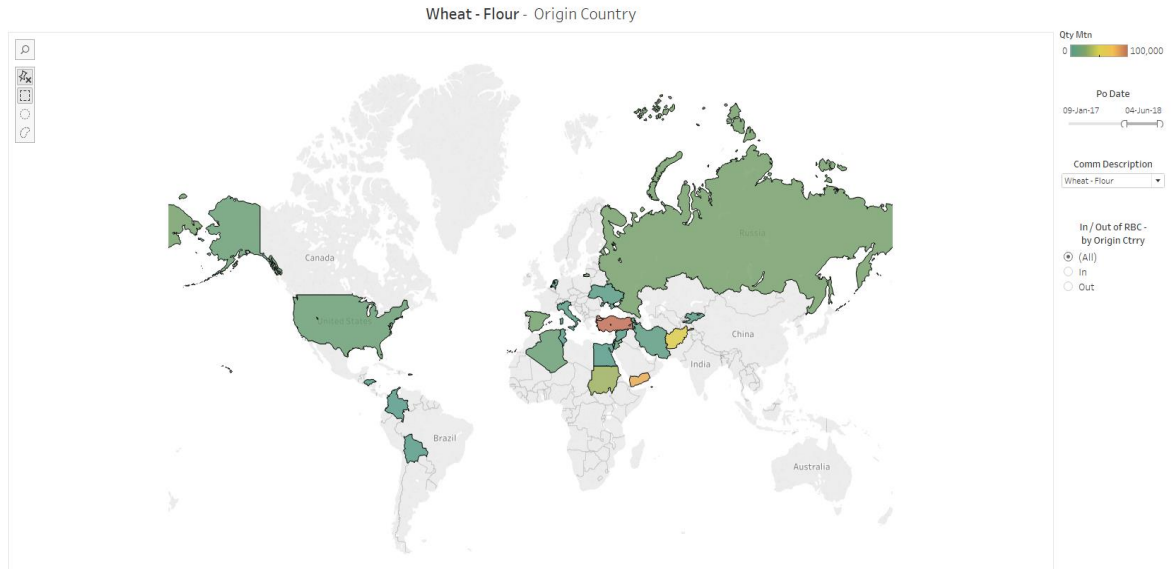 Wheat - Flour - Origin Country
Qty Mtn
0 100,000
Po Date
09-Jan-17 04-Jun-18
Comm Description
Wheat - Flour
In / Out of RBC -
by Origin Ctrry
(All)
In
Out
Canada
United States
Russia
China
India
Brazil
Australia